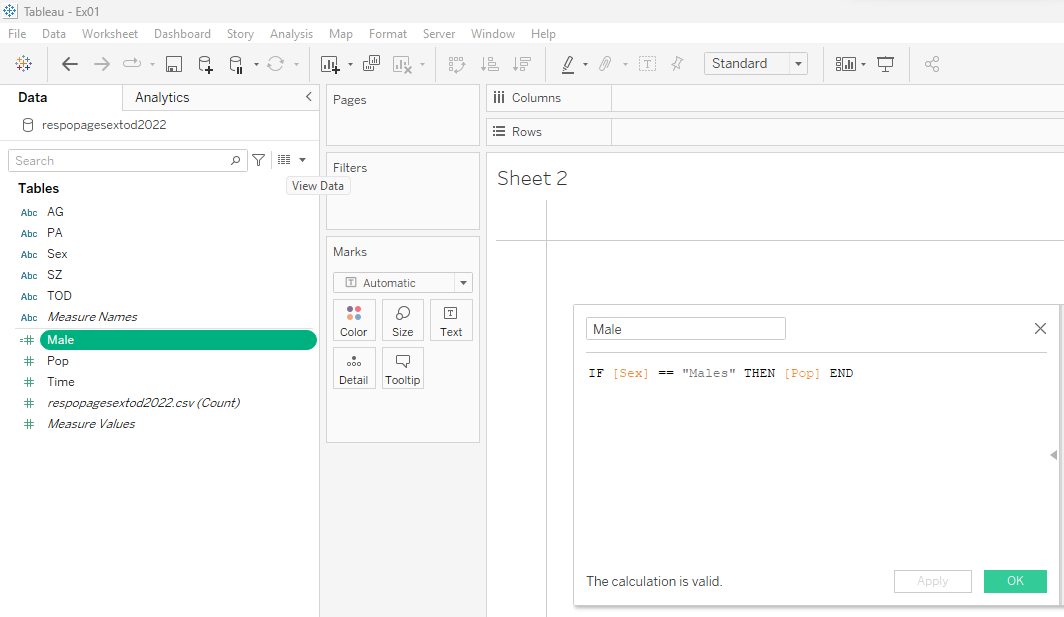 Tableau - Ex01
File Data Worksheet Dashboard Story Analysis Map Format Server Window Help
Standard
Data Analytics
respopagesextod2022
Search
View Data
Tables
Abc AG
Abc PA
Abc Sex
Abc SZ
Abc TOD
Abc Measure Names
=# Male
# Pop
# Time
# respopagesextod2022.csv (Count)
# Measure Values
Pages
Filters
Marks
T Automatic
Color Size Text
Detail Tooltip
Columns
Rows
Sheet 2
Male
IF [Sex] == "Males" THEN [Pop] END
The calculation is valid. Apply OK